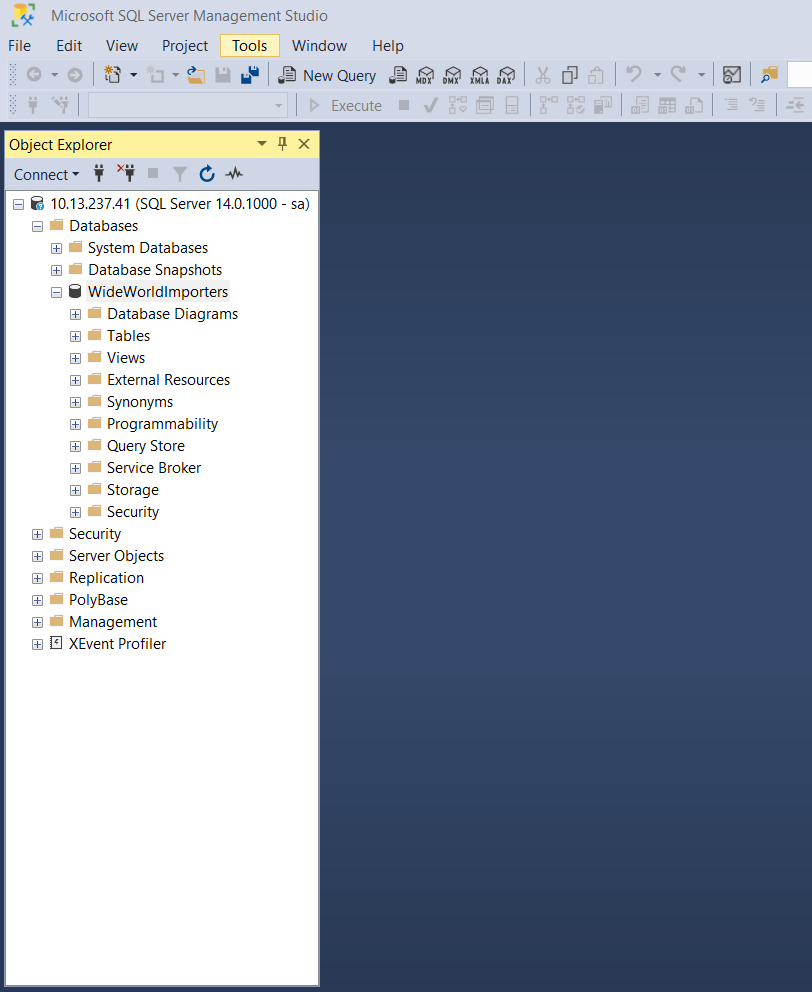 Microsoft SQL Server Management Studio
File Edit View Project Tools Window Help
New Query MDX DMX XMLA DAX
Execute
Object Explorer
Connect
10.13.237.41 (SQL Server 14.0.1000 - sa)
Databases
System Databases
Database Snapshots
WideWorldImporters
Database Diagrams
Tables
Views
External Resources
Synonyms
Programmability
Query Store
Service Broker
Storage
Security
Security
Server Objects
Replication
PolyBase
Management
XEvent Profiler